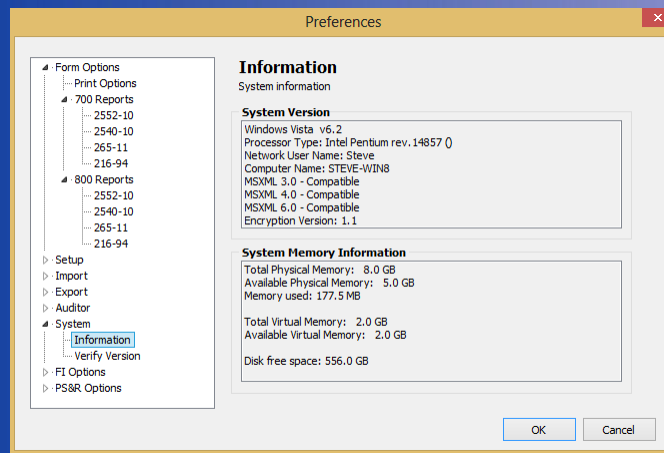 Preferences
Form Options
Print Options
700 Reports
2552-10
2540-10
265-11
216-94
800 Reports
2552-10
2540-10
265-11
216-94
Setup
Import
Export
Auditor
System
Information
Verify Version
FI Options
PS&R Options
Information
System information
System Version
Windows Vista v6.2
Processor Type: Intel Pentium rev.14857 ()
Network User Name: Steve
Computer Name: STEVE-WIN8
MSXML 3.0 - Compatible
MSXML 4.0 - Compatible
MSXML 6.0 - Compatible
Encryption Version: 1.1
System Memory Information
Total Physical Memory: 8.0 GB
Available Physical Memory: 5.0 GB
Memory used: 177.5 MB
Total Virtual Memory: 2.0 GB
Available Virtual Memory: 2.0 GB
Disk free space: 556.0 GB
OK
Cancel